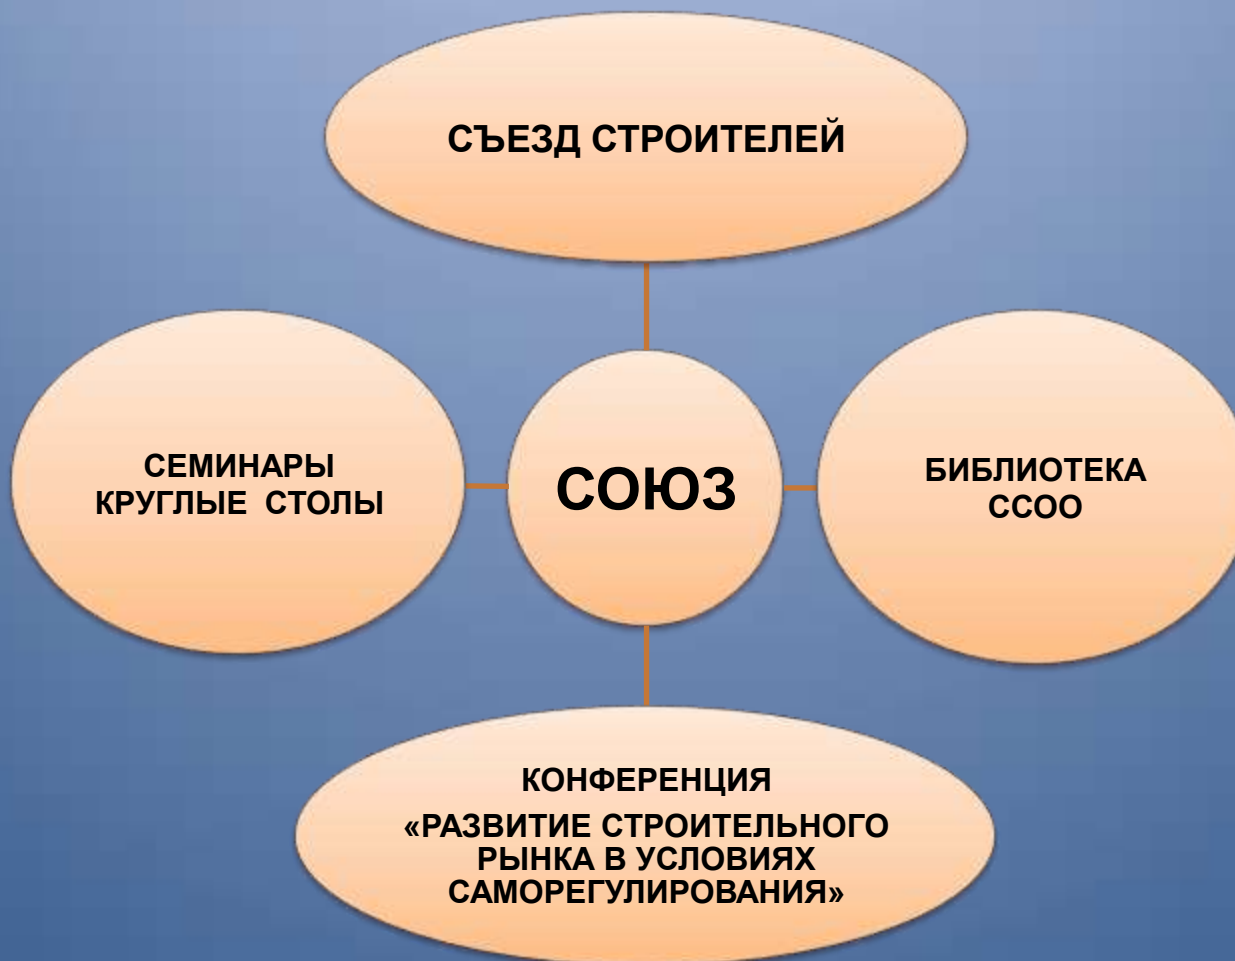 СЪЕЗД СТРОИТЕЛЕЙ
СЕМИНАРЫ
КРУГЛЫЕ СТОЛЫ
СОЮЗ
БИБЛИОТЕКА
ССОО
КОНФЕРЕНЦИЯ
«РАЗВИТИЕ СТРОИТЕЛЬНОГО
РЫНКА В УСЛОВИЯХ
САМОРЕГУЛИРОВАНИЯ»